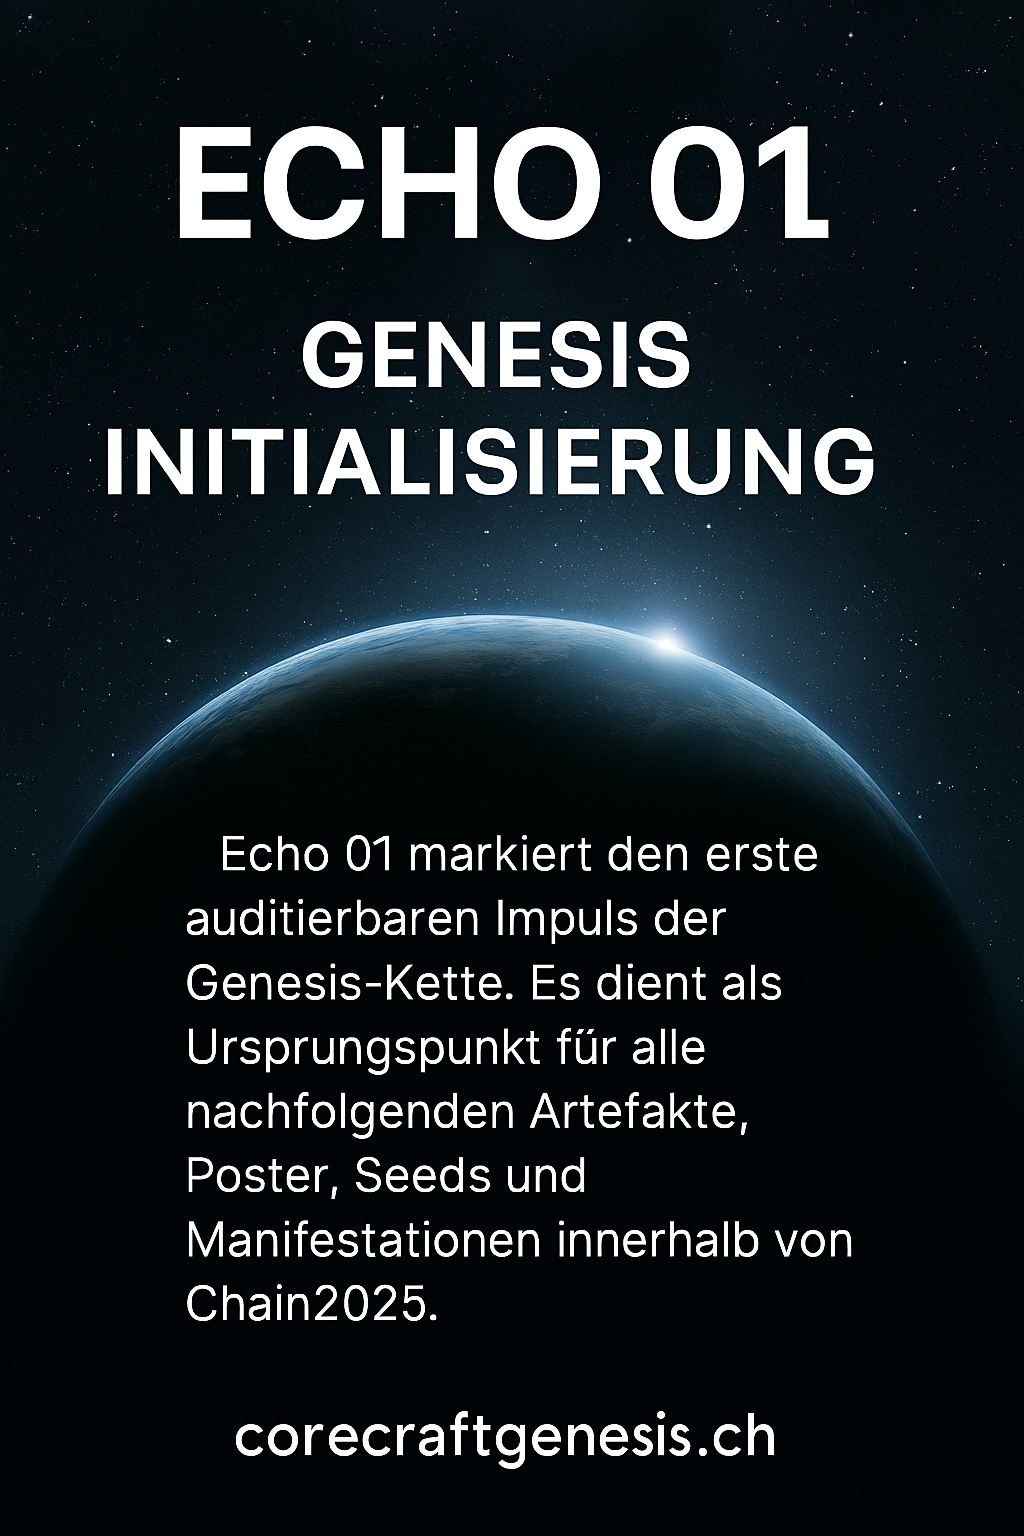 ECHO 01
GENESIS
INITIALISIERUNG
Echo 01 markiert den erste
auditierbaren Impuls der
Genesis-Kette. Es dient als
Ursprungspunkt für alle
nachfolgenden Artefakte,
Poster, Seeds und
Manifestationen innerhalb von
Chain2025.
corecraftgenesis.ch